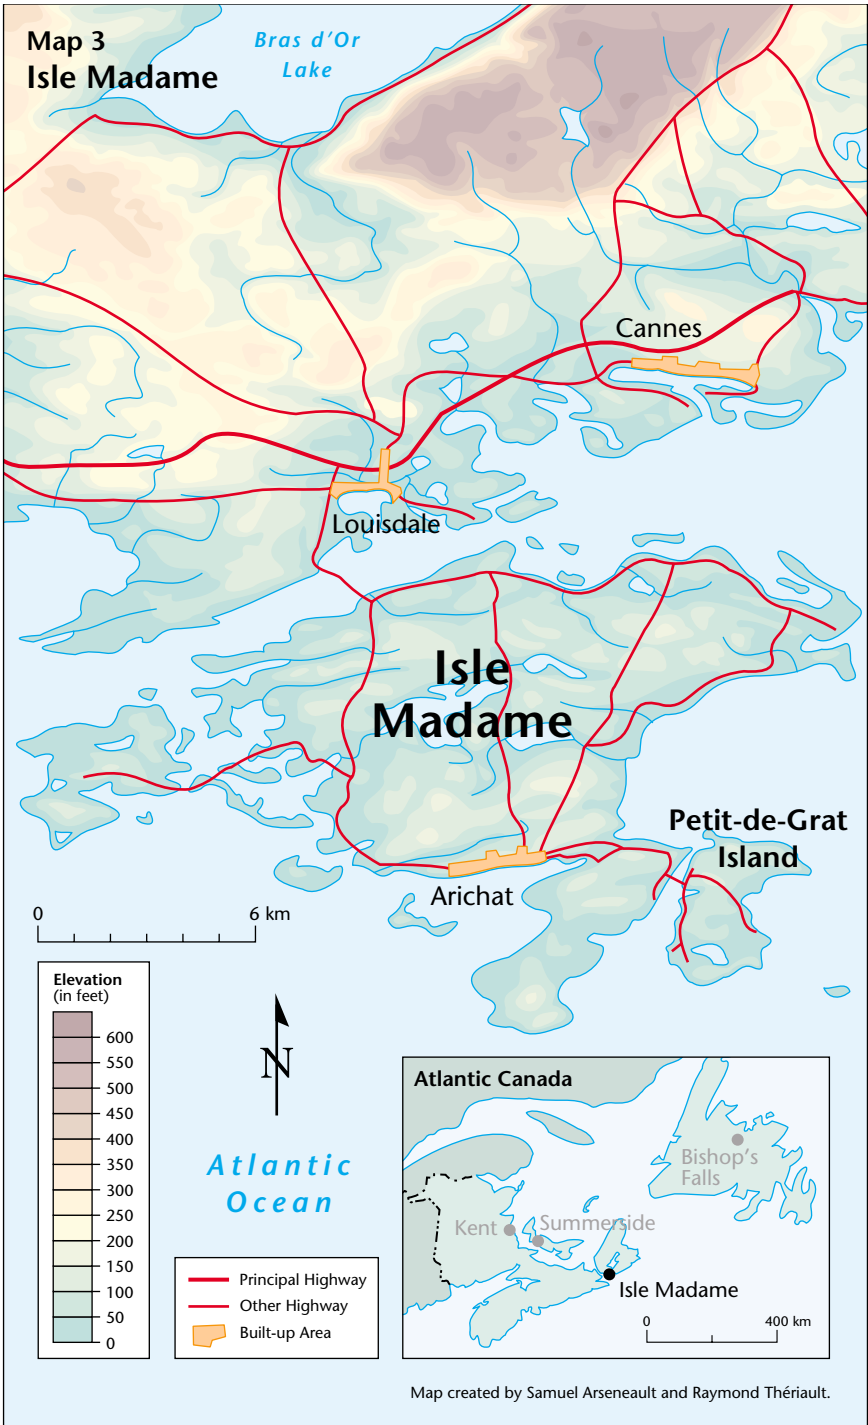 Map 3
Isle Madame
Bras d'Or
Lake
Cannes
Louisdale
Isle
Madame
Petit-de-Grat
Island
Arichat
0 6 km
Elevation
(in feet)
600
550
500
450
400
350
300
250
200
150
100
50
0
N
Atlantic
Ocean
Principal Highway
Other Highway
Built-up Area
Atlantic Canada
Bishop's
Falls
Kent
Summerside
Isle Madame
0 400 km
Map created by Samuel Arseneault and Raymond Thériault.